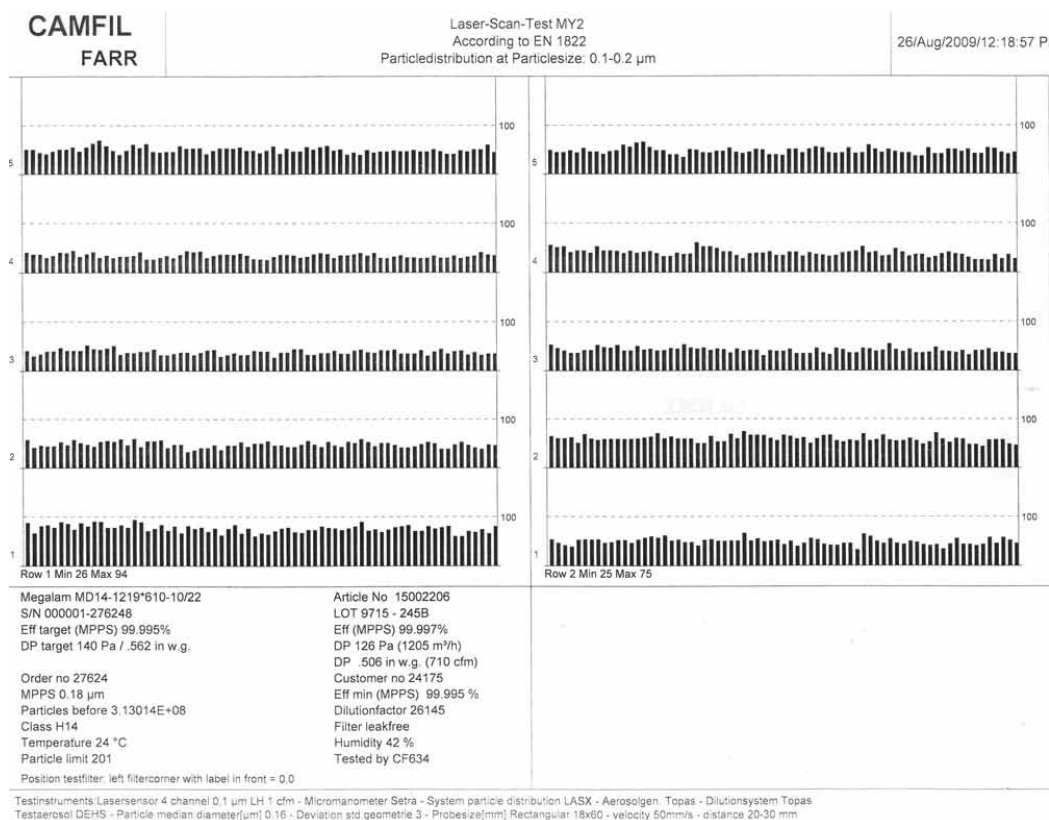 CAMFIL
FARR
Laser-Scan-Test MY2
According to EN 1822
Particledistribution at Particlesize: 0.1-0.2 µm
26/Aug/2009/12:18:57 P
100
5
100
4
100
3
100
2
100
1
Row 1 Min 26 Max 94
100
5
100
4
100
3
100
2
100
1
Row 2 Min 25 Max 75
Megalam MD14-1219*610-10/22
S/N 000001-276248
Eff target (MPPS) 99.995%
DP target 140 Pa / .562 in w.g.
Order no 27624
MPPS 0.18 µm
Particles before 3.13014E+08
Class H14
Temperature 24 °C
Particle limit 201
Article No 15002206
LOT 9715 - 245B
Eff (MPPS) 99.997%
DP 126 Pa (1205 m³/h)
DP .506 in w.g. (710 cfm)
Customer no 24175
Eff min (MPPS) 99.995 %
Dilutionfactor 26145
Filter leakfree
Humidity 42 %
Tested by CF634
Position testfilter: left filtercorner with label in front = 0.0
Testinstruments:Lasersensor 4 channel 0,1 µm LH 1 cfm - Micromanometer Setra - System particle distribution LASX - Aerosolgen. Topas - Dilutionsystem Topas
Testaerosol DEHS - Particle median diameter[µm] 0.16 - Deviation std.geometrie 3 - Probesize[mm] Rectangular 18x60 - velocity 50mm/s - distance 20-30 mm